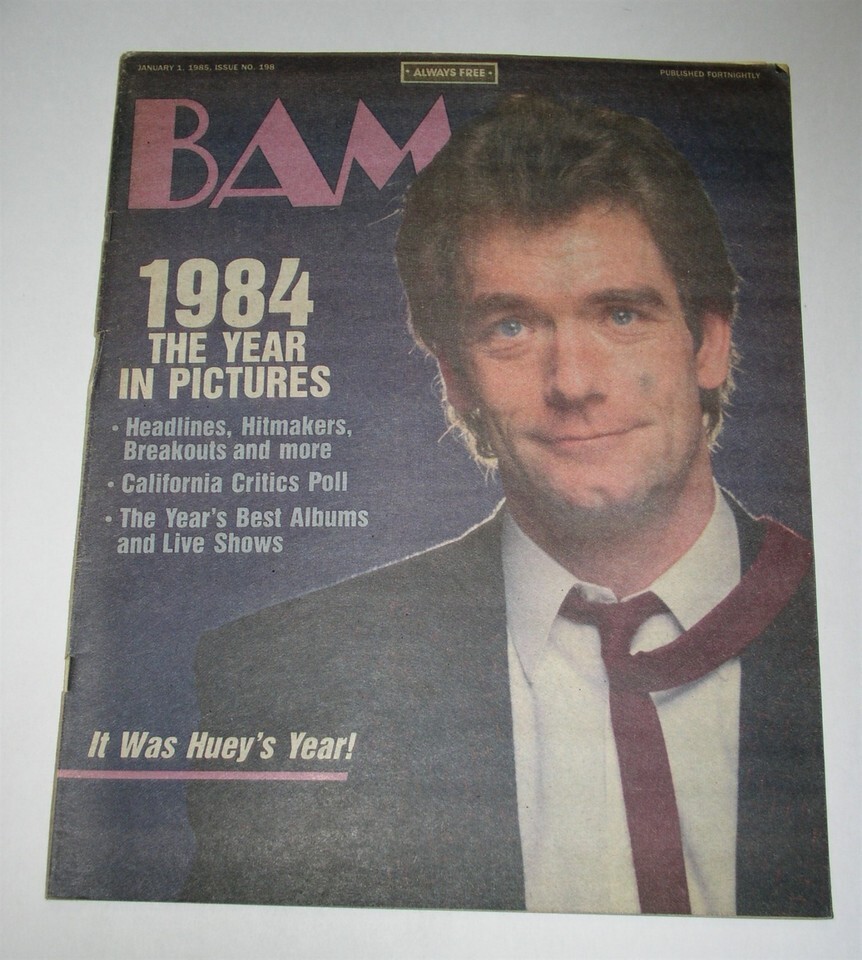 JANUARY 1, 1985, ISSUE NO. 198
• ALWAYS FREE •
PUBLISHED FORTNIGHTLY
BAM
1984
THE YEAR
IN PICTURES
• Headlines, Hitmakers,
Breakouts and more
• California Critics Poll
• The Year's Best Albums
and Live Shows
It Was Huey's Year!